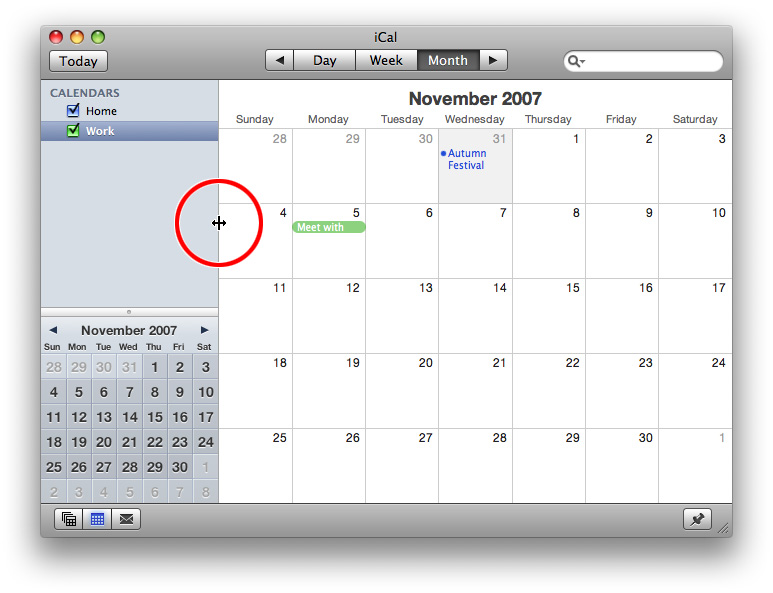 iCal
Today
Day Week Month
CALENDARS
Home
Work
November 2007
Sunday Monday Tuesday Wednesday Thursday Friday Saturday
28 29 30 31 1 2 3
Autumn
Festival
4 5 6 7 8 9 10
Meet with
11 12 13 14 15 16 17
18 19 20 21 22 23 24
25 26 27 28 29 30 1
November 2007
Sun Mon Tue Wed Thu Fri Sat
28 29 30 31 1 2 3
4 5 6 7 8 9 10
11 12 13 14 15 16 17
18 19 20 21 22 23 24
25 26 27 28 29 30 1
2 3 4 5 6 7 8